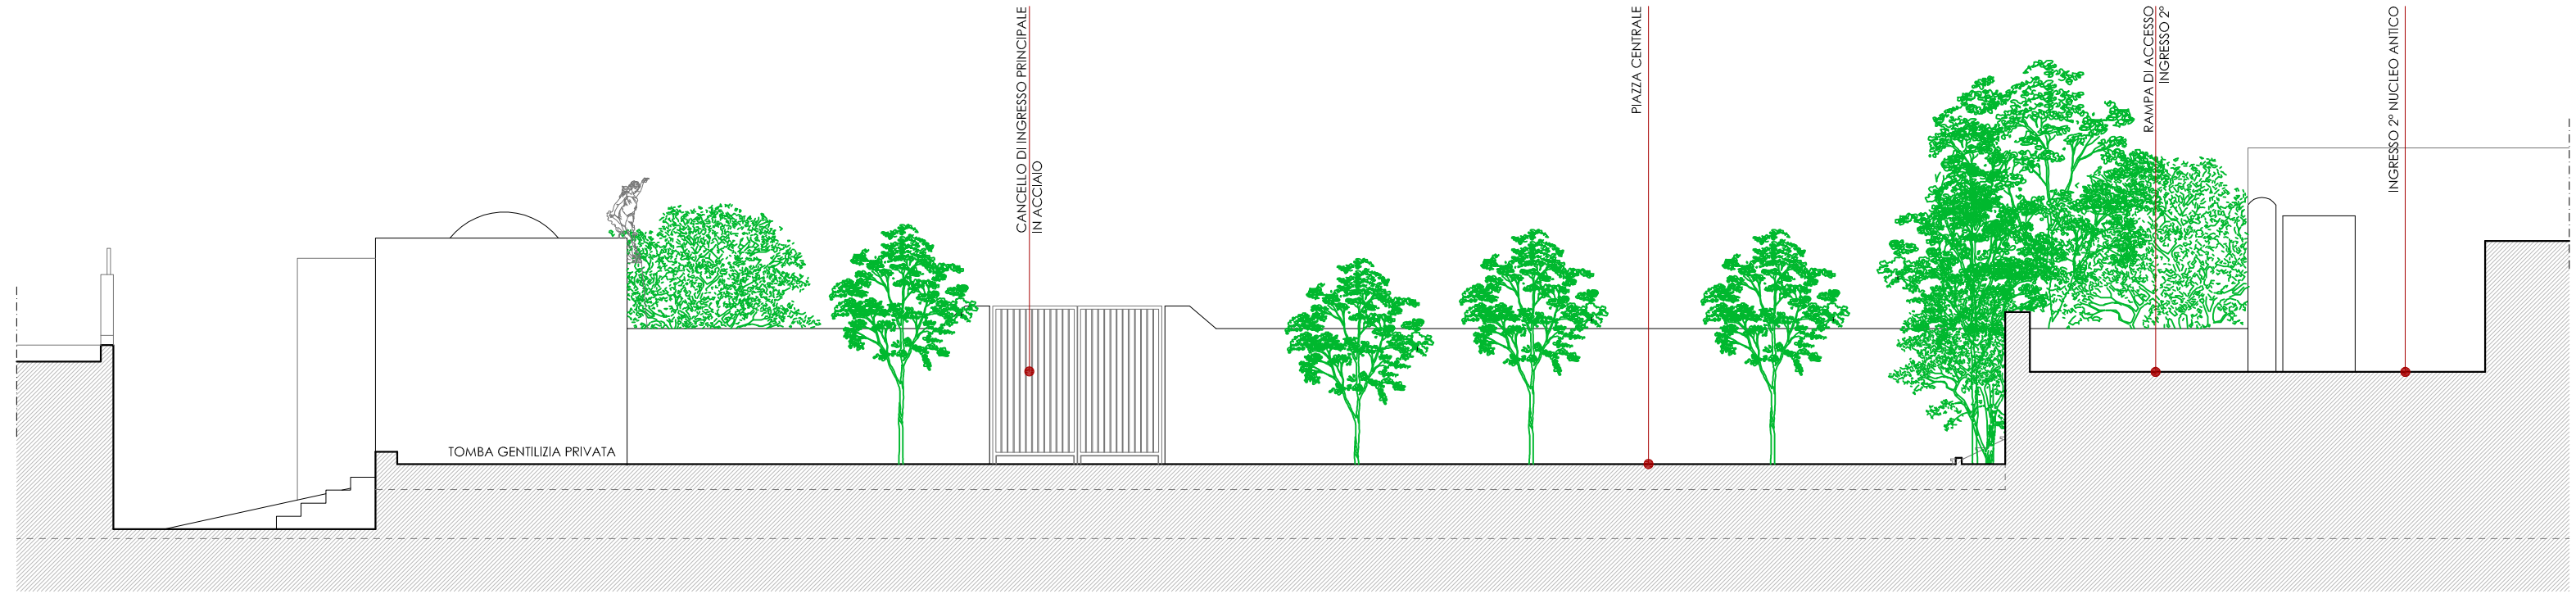 CANCELLO DI INGRESSO PRINCIPALE
IN ACCIAIO
PIAZZA CENTRALE
RAMPA DI ACCESSO
INGRESSO 2°
INGRESSO 2° NUCLEO ANTICO
TOMBA GENTILIZIA PRIVATA